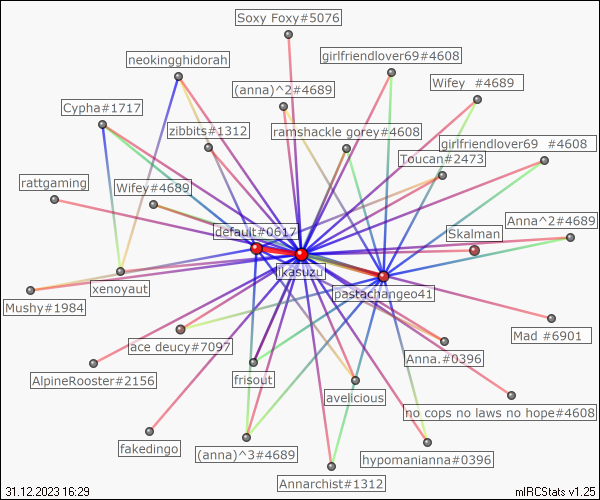 Soxy Foxy#5076
neokingghidorah
girlfriendlover69#4608
(anna)^2#4689
Wifey  #4689
Cypha#1717
zibbits#1312
ramshackle gorey#4608
girlfriendlover69  #4608
Toucan#2473
rattgaming
Wifey#4689
Anna^2#4689
default#0617
Skalman
ikasuzu
xenoyaut
pastachangeo41
Mushy#1984
Mad #6901
ace deucy#7097
Anna.#0396
AlpineRooster#2156
frisout
avelicious
no cops no laws no hope#4608
fakedingo
(anna)^3#4689
hypomanianna#0396
Annarchist#1312
31.12.2023 16:29
mIRCStats v1.25